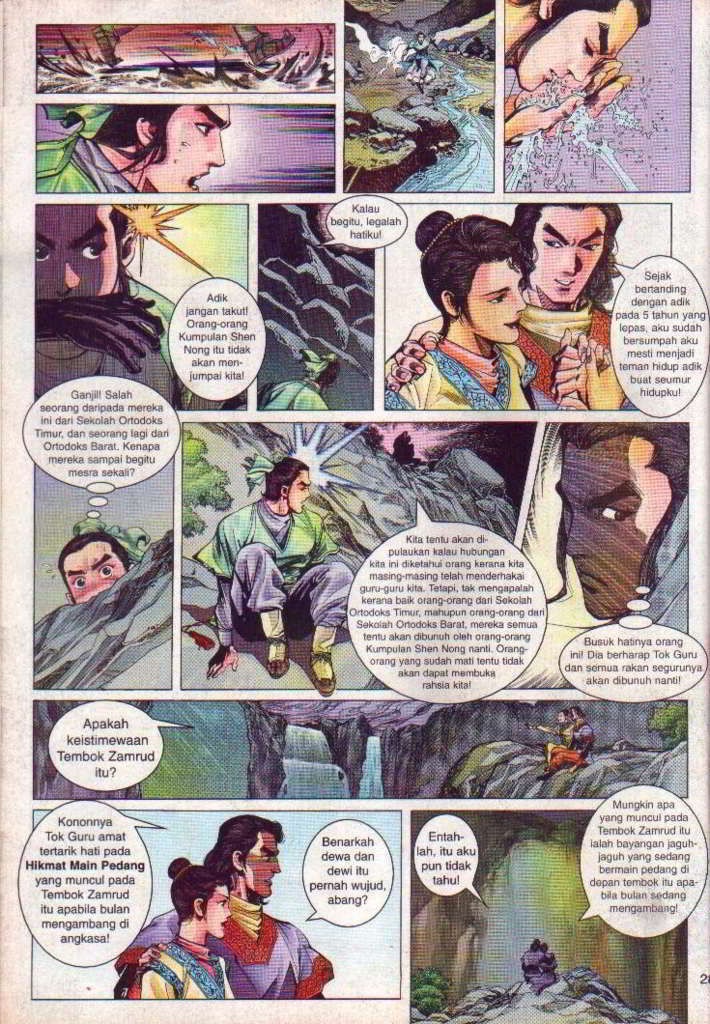 Adik
jangan takut!
Orang-orang
Kumpulan Shen
Nong itu tidak
akan men-
jumpai kita!
Kalau
begitu, legalah
hatiku!
Sejak
bertanding
dengan adik
pada 5 tahun yang
lepas, aku sudah
bersumpah aku
mesti menjadi
teman hidup adik
buat seumur
hidupku!
Ganjil! Salah
seorang daripada mereka
ini dari Sekolah Ortodoks
Timur, dan seorang lagi dari
Ortodoks Barat. Kenapa
mereka sampai begitu
mesra sekali?
Kita tentu akan di-
pulaukan kalau hubungan
kita ini diketahui orang kerana kita
masing-masing telah menderhakai
guru-guru kita. Tetapi, tak mengapalah
kerana baik orang-orang dari Sekolah
Ortodoks Timur, mahupun orang-orang dari
Sekolah Ortodoks Barat, mereka semua
tentu akan dibunuh oleh orang-orang
Kumpulan Shen Nong nanti. Orang-
orang yang sudah mati tentu tidak
akan dapat membuka
rahsia kita!
Busuk hatinya orang
ini! Dia berharap Tok Guru
dan semua rakan segurunya
akan dibunuh nanti!
Apakah
keistimewaan
Tembok Zamrud
itu?
Kononnya
Tok Guru amat
tertarik hati pada
Hikmat Main Pedang
yang muncul pada
Tembok Zamrud
itu apabila bulan
mengambang di
angkasa!
Benarkah
dewa dan
dewi itu
pernah wujud,
abang?
Entah-
lah, itu aku
pun tidak
tahu!
Mungkin apa
yang muncul pada
Tembok Zamrud itu
ialah bayangan jaguh-
jaguh yang sedang
bermain pedang di
depan tembok itu apa-
bila bulan sedang
mengambang!